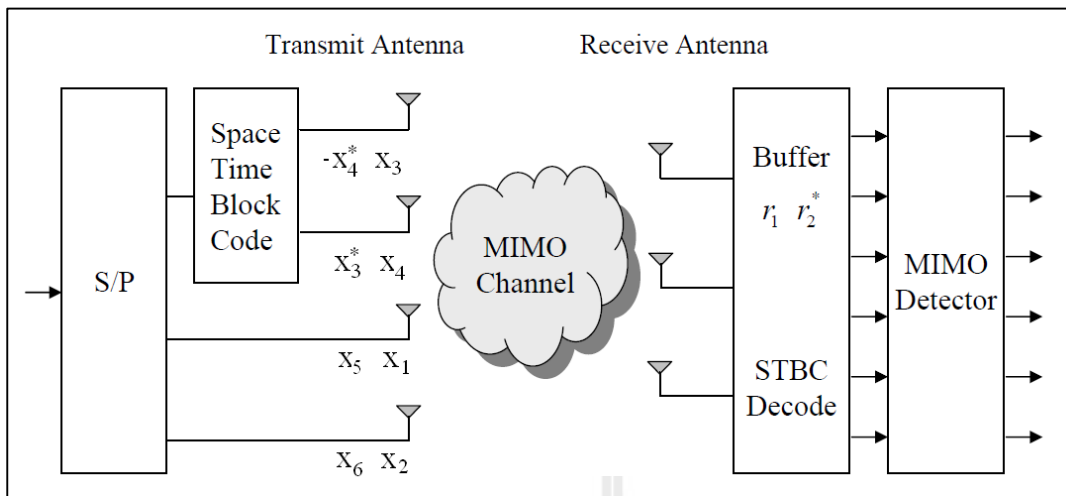 Transmit Antenna
Receive Antenna
S/P
Space
Time
Block
Code
-x₄* x₃
x₃* x₄
x₅ x₁
x₆ x₂
MIMO
Channel
Buffer
r₁ r₂*
STBC
Decode
MIMO
Detector